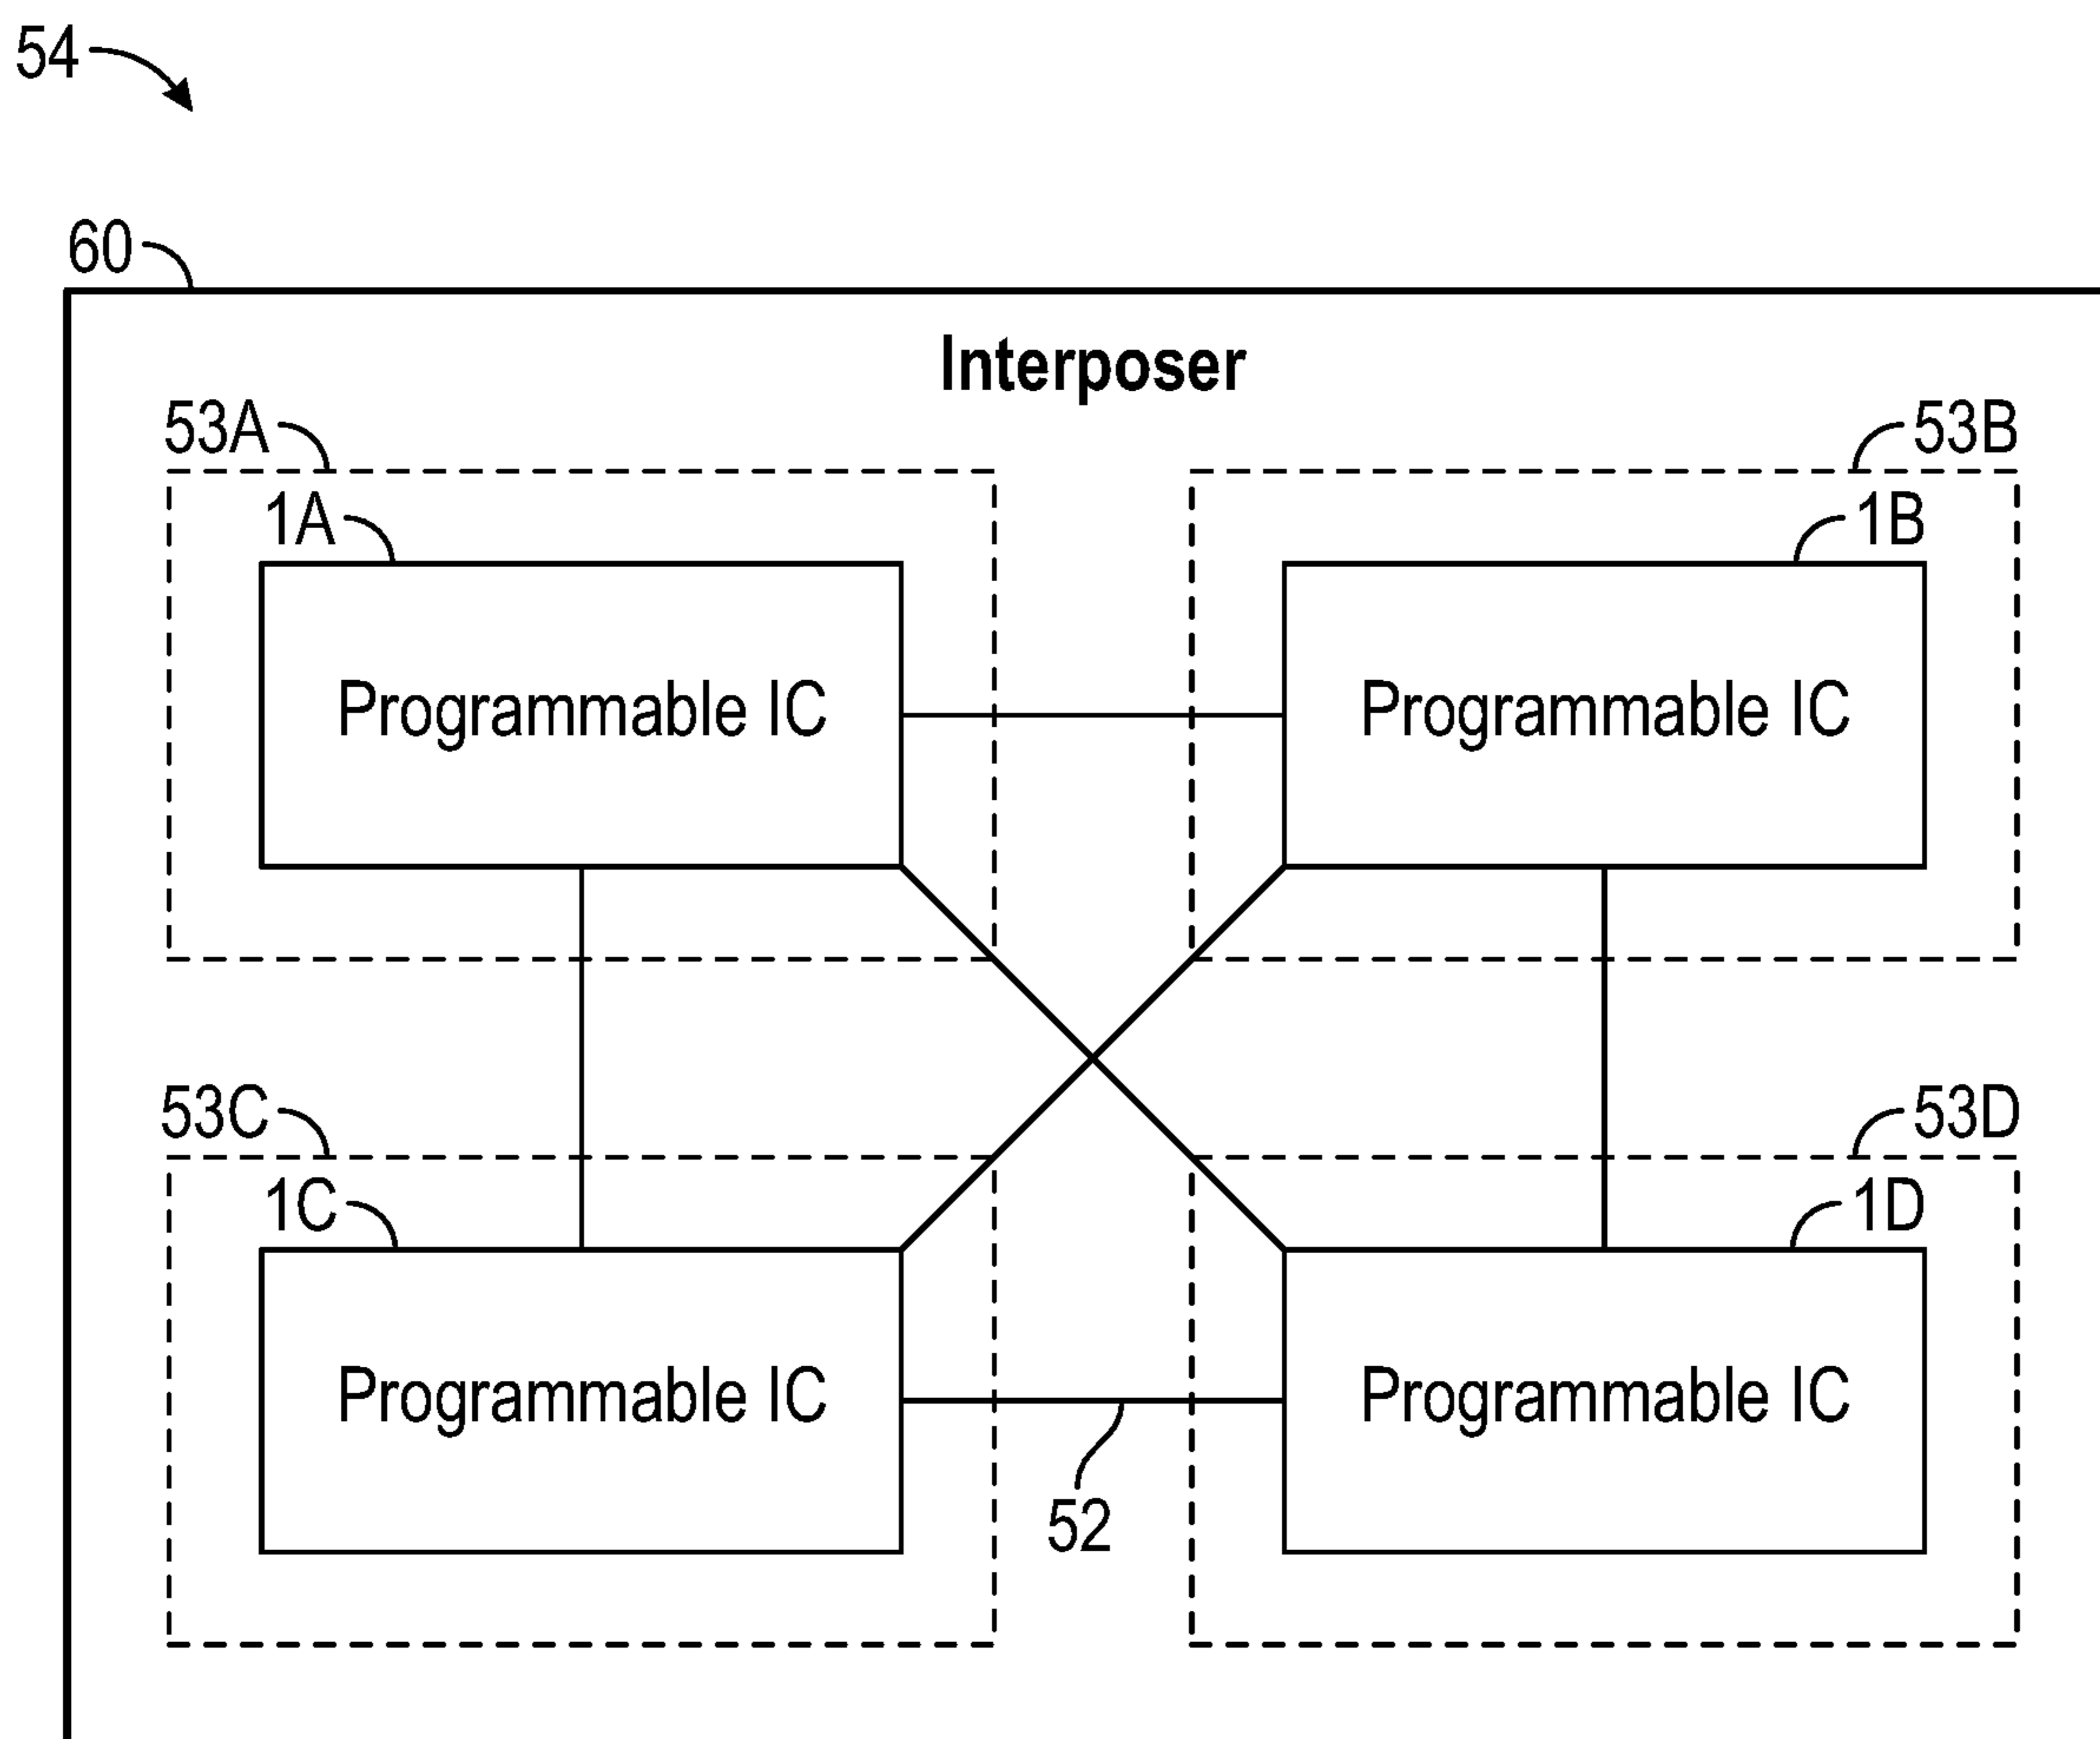 54
60
Interposer
53A
53B
1A
1B
Programmable IC
Programmable IC
53C
53D
1C
1D
Programmable IC
Programmable IC
52